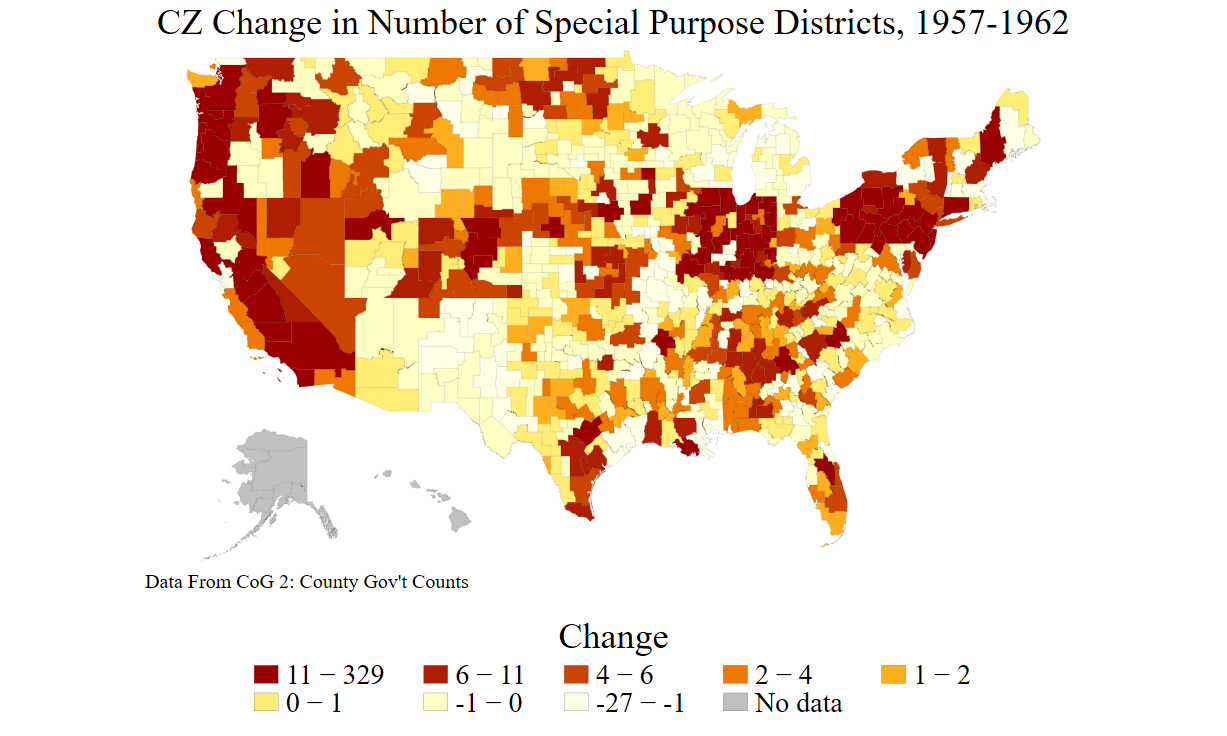 CZ Change in Number of Special Purpose Districts, 1957-1962
Data From CoG 2: County Gov't Counts
Change
11 − 329 6 − 11 4 − 6 2 − 4 1 − 2
0 − 1 -1 − 0 -27 − -1 No data